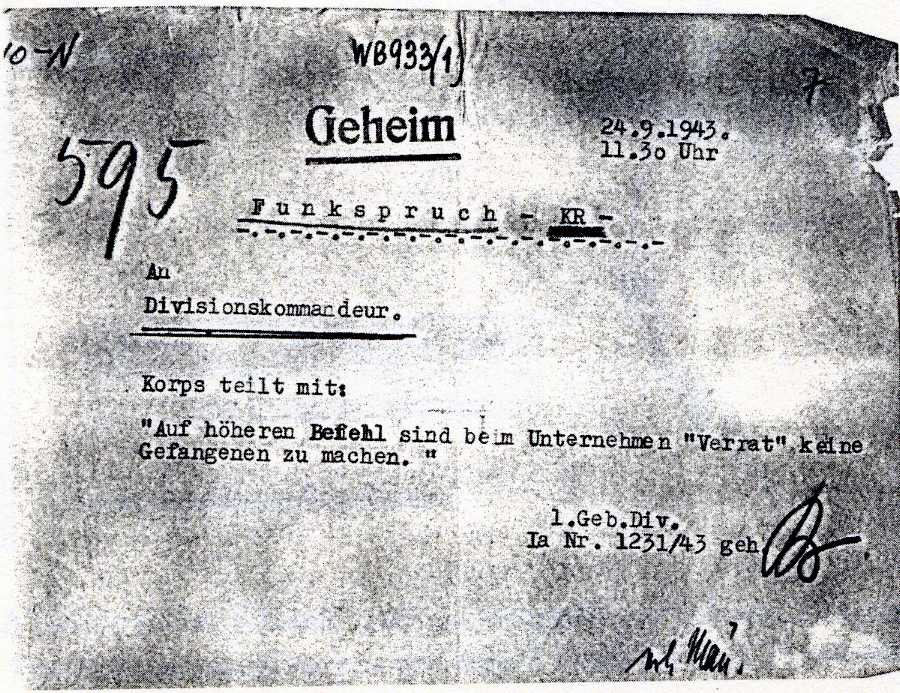 10-N
WB933/1)
7
Geheim
24.9.1943.
11.30 Uhr
595
Funkspruch - KR -
An
Divisionskommandeur.
Korps teilt mit:
"Auf höheren Befehl sind beim Unternehmen "Verrat" keine
Gefangenen zu machen. "
1.Geb.Div.
Ia Nr. 1231/43 geh